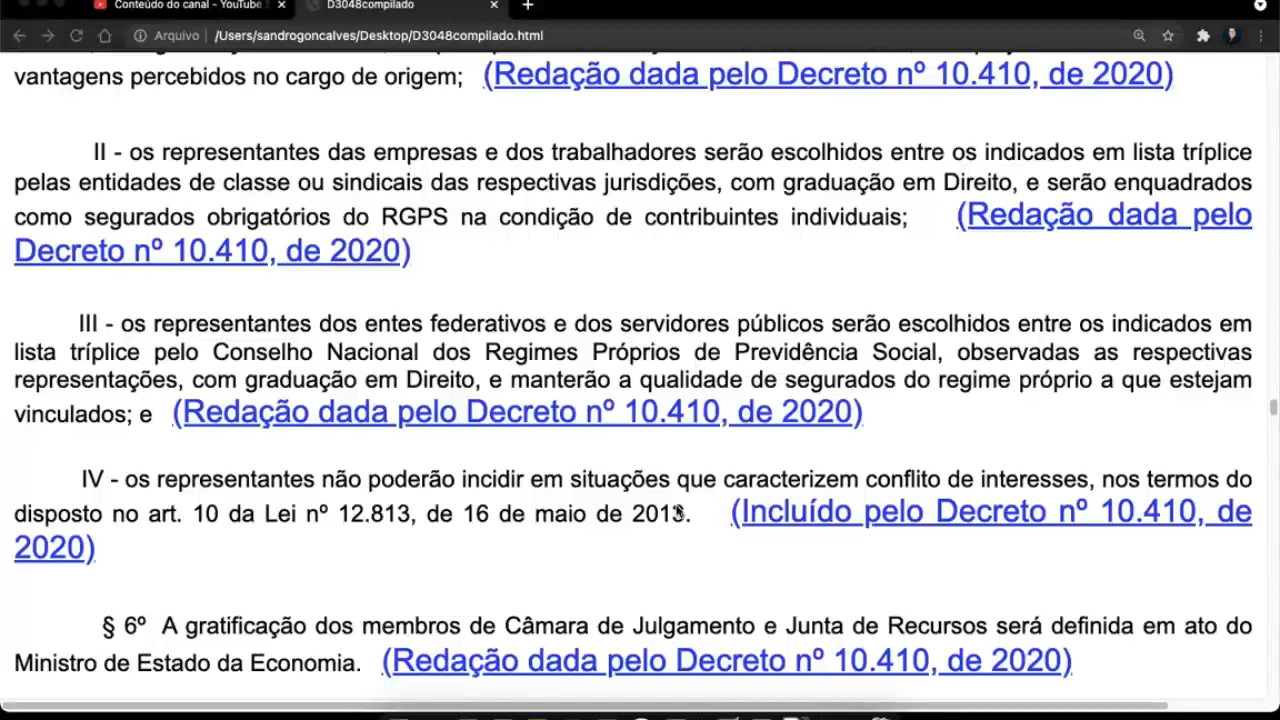 Conteúdo do canal - YouTube
D3048compilado
Arquivo /Users/sandrogoncalves/Desktop/D3048compilado.html
vantagens percebidos no cargo de origem; (Redação dada pelo Decreto nº 10.410, de 2020)
II - os representantes das empresas e dos trabalhadores serão escolhidos entre os indicados em lista tríplice
pelas entidades de classe ou sindicais das respectivas jurisdições, com graduação em Direito, e serão enquadrados
como segurados obrigatórios do RGPS na condição de contribuintes individuais; (Redação dada pelo
Decreto nº 10.410, de 2020)
III - os representantes dos entes federativos e dos servidores públicos serão escolhidos entre os indicados em
lista tríplice pelo Conselho Nacional dos Regimes Próprios de Previdência Social, observadas as respectivas
representações, com graduação em Direito, e manterão a qualidade de segurados do regime próprio a que estejam
vinculados; e (Redação dada pelo Decreto nº 10.410, de 2020)
IV - os representantes não poderão incidir em situações que caracterizem conflito de interesses, nos termos do
disposto no art. 10 da Lei nº 12.813, de 16 de maio de 2013. (Incluído pelo Decreto nº 10.410, de
2020)
§ 6º A gratificação dos membros de Câmara de Julgamento e Junta de Recursos será definida em ato do
Ministro de Estado da Economia. (Redação dada pelo Decreto nº 10.410, de 2020)